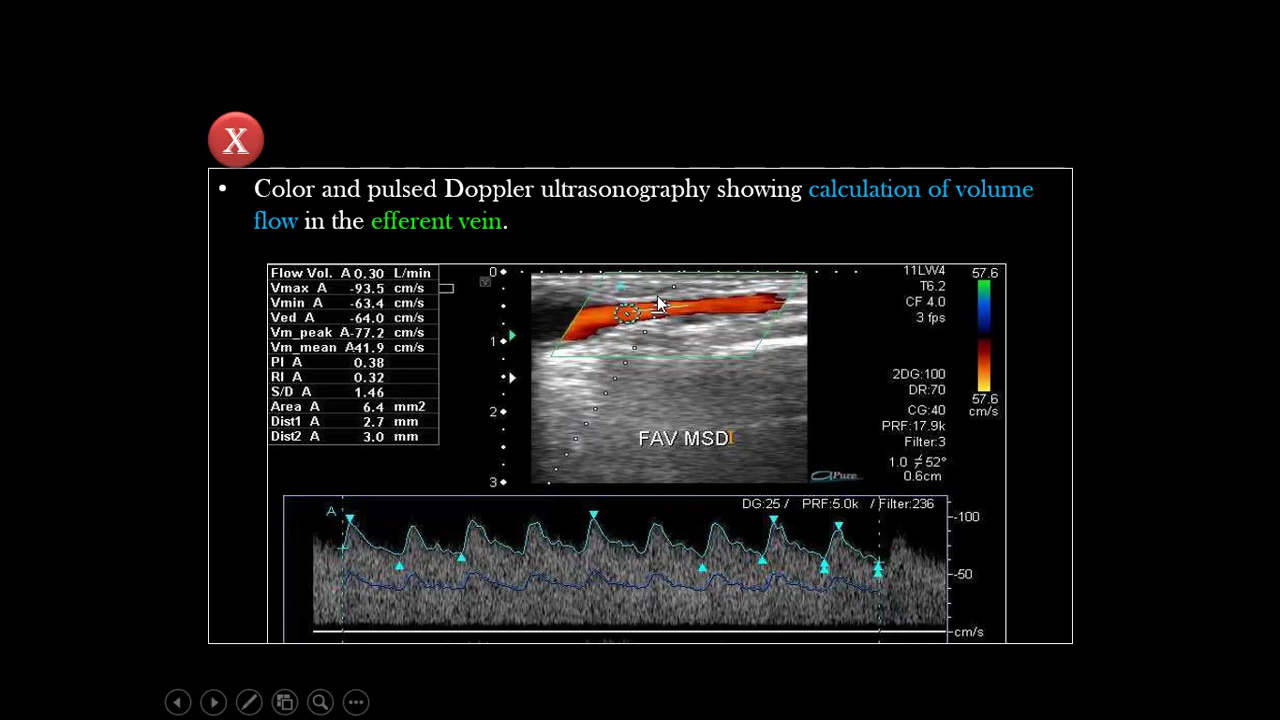 X
• Color and pulsed Doppler ultrasonography showing calculation of volume
flow in the efferent vein.
Flow Vol. A 0.30 L/min
Vmax A -93.5 cm/s
Vmin A -63.4 cm/s
Ved A -64.0 cm/s
Vm_peak A-77.2 cm/s
Vm_mean A-41.9 cm/s
PI A 0.38
RI A 0.32
S/D A 1.46
Area A 6.4 mm2
Dist1 A 2.7 mm
Dist2 A 3.0 mm
0
1
2
3
FAV MSD
aPure
11LW4
T6.2
CF 4.0
3 fps
2DG:100
DR:70
CG:40
PRF:17.9k
Filter:3
1.0 52°
0.6cm
57.6
57.6
cm/s
A
DG:25 / PRF:5.0k / Filter:236
-100
-50
cm/s